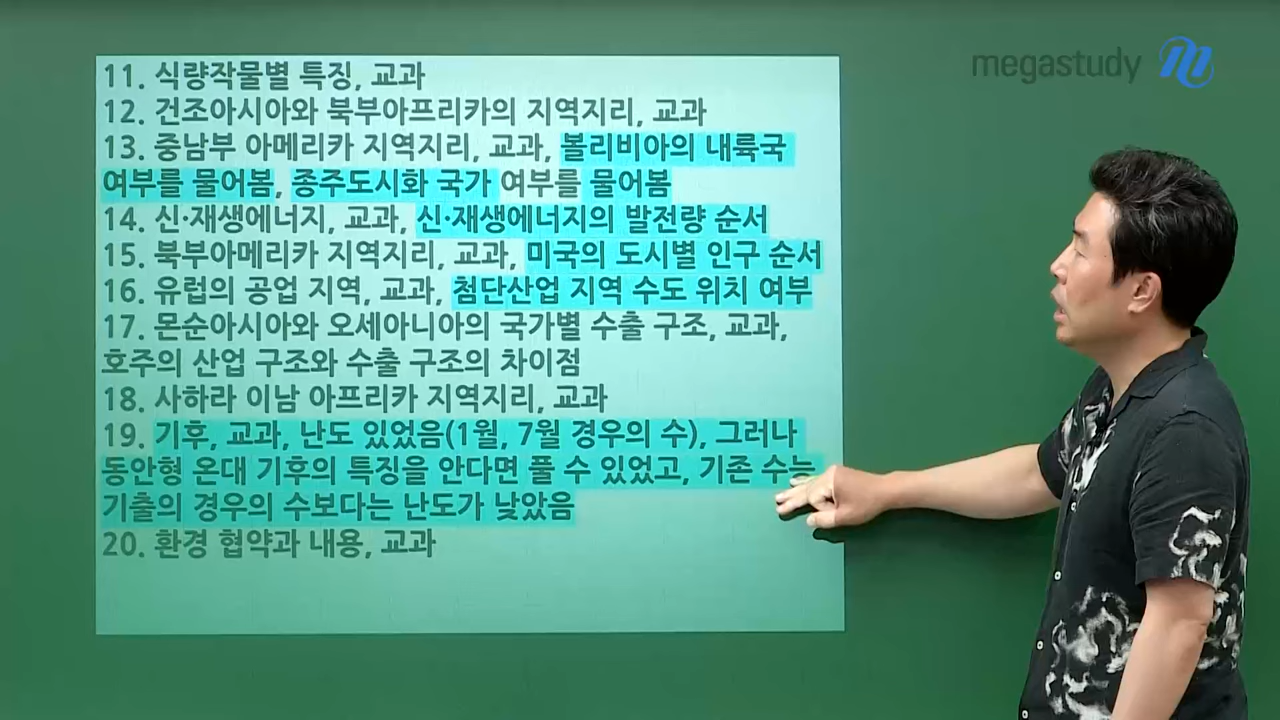 megastudy
11. 식량작물별 특징, 교과
12. 건조아시아와 북부아프리카의 지역지리, 교과
13. 중남부 아메리카 지역지리, 교과, 볼리비아의 내륙국
여부를 물어봄, 종주도시화 국가 여부를 물어봄
14. 신·재생에너지, 교과, 신·재생에너지의 발전량 순서
15. 북부아메리카 지역지리, 교과, 미국의 도시별 인구 순서
16. 유럽의 공업 지역, 교과, 첨단산업 지역 수도 위치 여부
17. 몬순아시아와 오세아니아의 국가별 수출 구조, 교과,
호주의 산업 구조와 수출 구조의 차이점
18. 사하라 이남 아프리카 지역지리, 교과
19. 기후, 교과, 난도 있었음(1월, 7월 경우의 수), 그러나
동안형 온대 기후의 특징을 안다면 풀 수 있었고, 기존 수능
기출의 경우의 수보다는 난도가 낮았음
20. 환경 협약과 내용, 교과